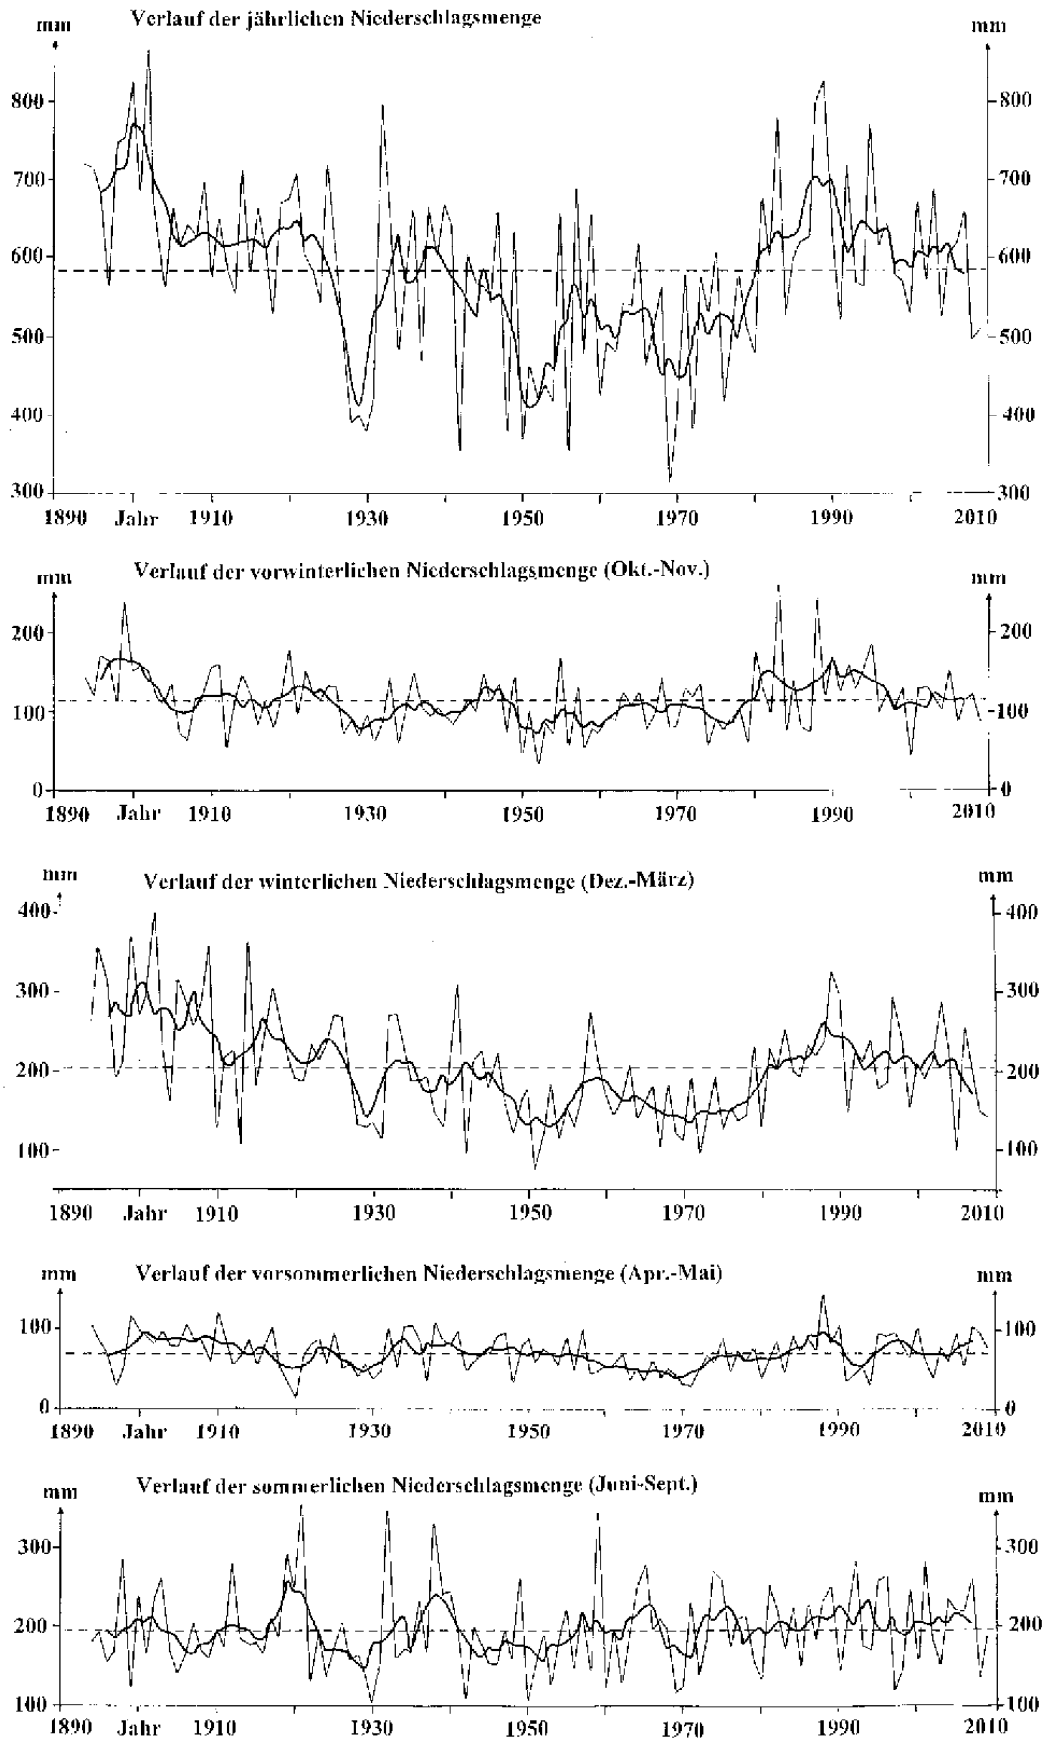 Verlauf der jährlichen Niederschlagsmenge
mm mm
800 800
700 700
600 600
500 500
400 400
300 300
1890 Jahr 1910 1930 1950 1970 1990 2010
Verlauf der vorwinterlichen Niederschlagsmenge (Okt.-Nov.)
mm mm
200 200
100 100
0 0
1890 Jahr 1910 1930 1950 1970 1990 2010
Verlauf der winterlichen Niederschlagsmenge (Dez.-März)
mm mm
400 400
300 300
200 200
100 100
1890 Jahr 1910 1930 1950 1970 1990 2010
Verlauf der vorsommerlichen Niederschlagsmenge (Apr.-Mai)
mm mm
100 100
0 0
1890 Jahr 1910 1930 1950 1970 1990 2010
Verlauf der sommerlichen Niederschlagsmenge (Juni-Sept.)
mm mm
300 300
200 200
100 100
1890 Jahr 1910 1930 1950 1970 1990 2010